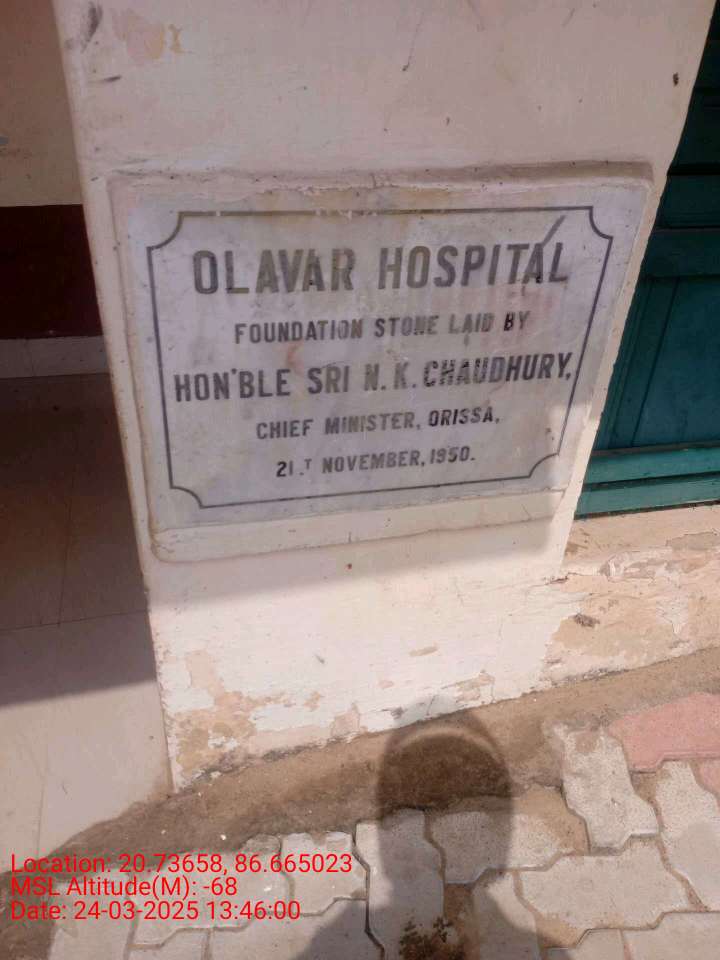 OLAVAR HOSPITAL
FOUNDATION STONE LAID BY
HON'BLE SRI N.K.CHAUDHURY,
CHIEF MINISTER, ORISSA,
21.T NOVEMBER, 1950.
Location: 20.73658, 86.665023
MSL Altitude(M): -68
Date: 24-03-2025 13:46:00